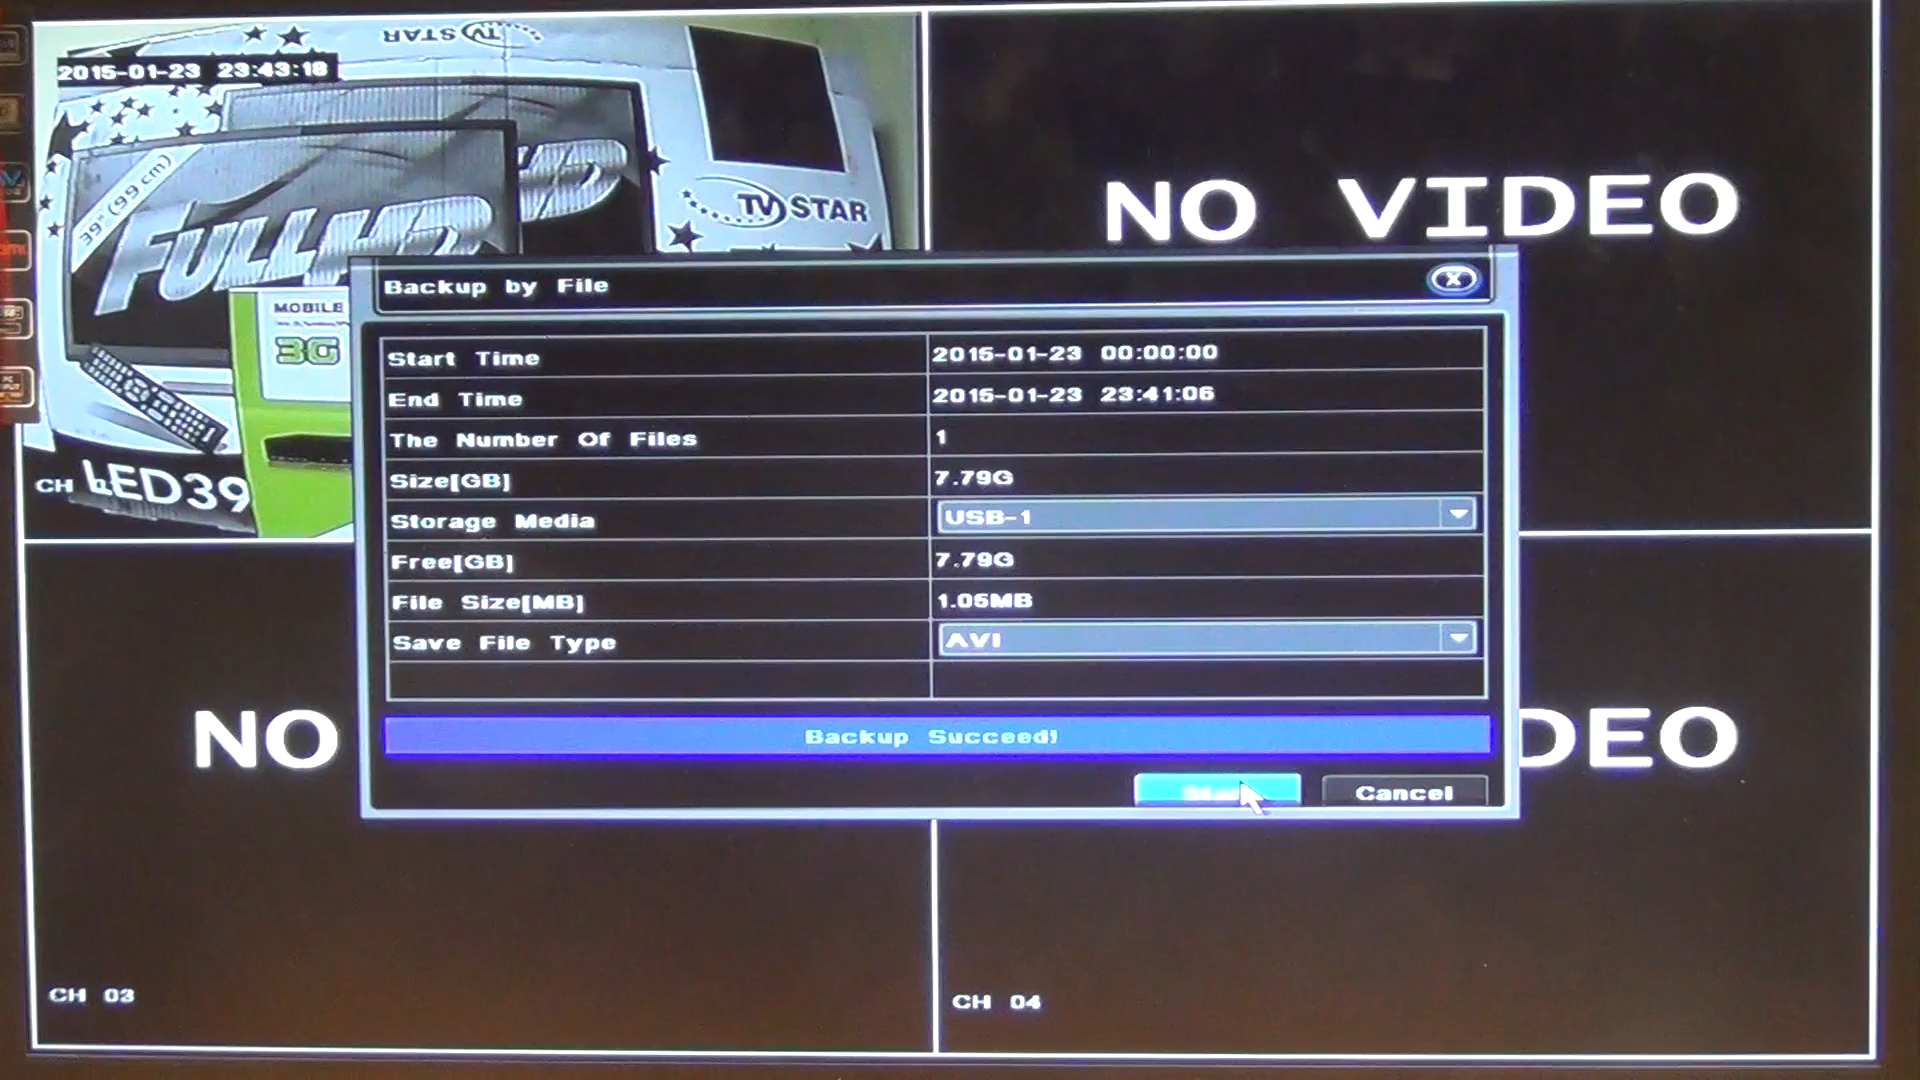 TV STAR
2015-01-23 23:43:18
39" (99 cm)
FULL HD
HD
TV STAR
NO VIDEO
MOBILE
3G
CH
LED39
Backup by File
X
Start Time 2015-01-23 00:00:00
End Time 2015-01-23 23:41:06
The Number Of Files 1
Size[GB] 7.79G
Storage Media USB-1
Free[GB] 7.79G
File Size[MB] 1.05MB
Save File Type AVI
Backup Succeed!
Cancel
NO
DEO
CH 03
CH 04